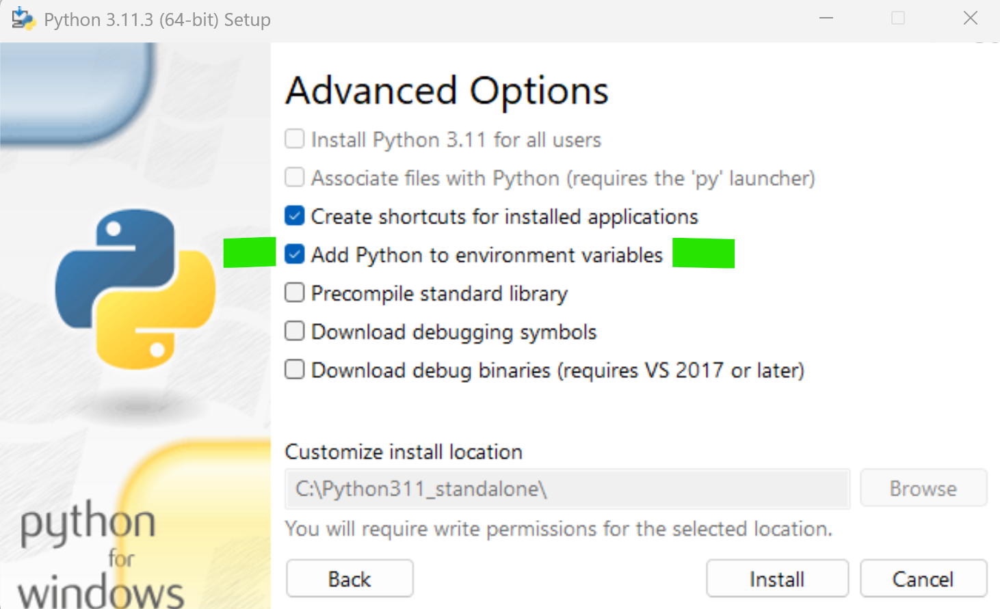 Python 3.11.3 (64-bit) Setup
Advanced Options
Install Python 3.11 for all users
Associate files with Python (requires the 'py' launcher)
Create shortcuts for installed applications
Add Python to environment variables
Precompile standard library
Download debugging symbols
Download debug binaries (requires VS 2017 or later)
Customize install location
C:\Python311_standalone\
Browse
You will require write permissions for the selected location.
python
for
windows
Back
Install
Cancel